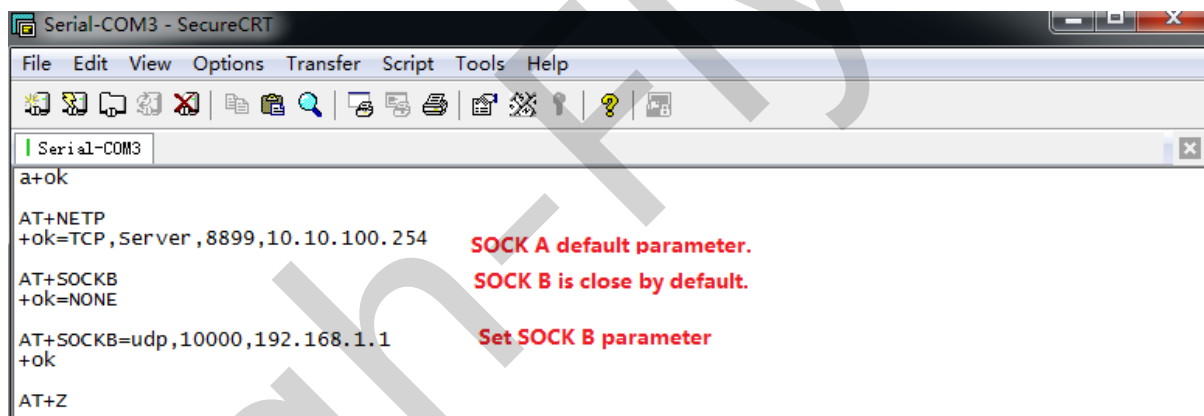 Serial-COM3 - SecureCRT
File Edit View Options Transfer Script Tools Help
Serial-COM3
a+ok
AT+NETP
+ok=TCP,Server,8899,10.10.100.254 SOCK A default parameter.
AT+SOCKB SOCK B is close by default.
+ok=NONE
AT+SOCKB=udp,10000,192.168.1.1 Set SOCK B parameter
+ok
AT+Z